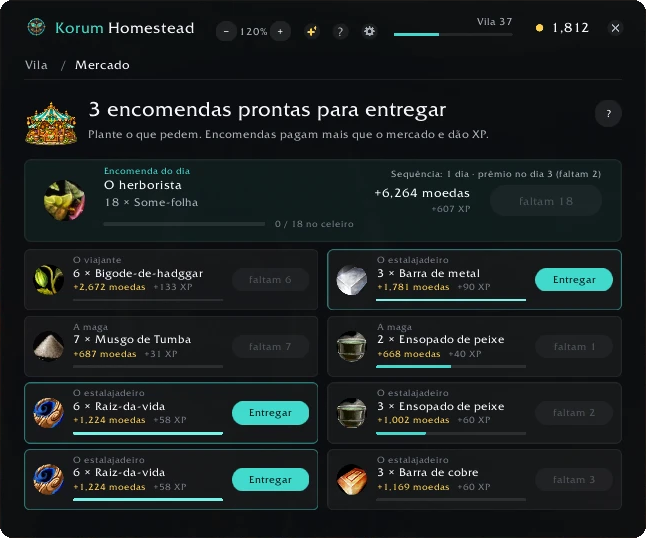 Korum Homestead
− 120% + ? Vila 37 1,812 ×
Vila / Mercado
3 encomendas prontas para entregar
Plante o que pedem. Encomendas pagam mais que o mercado e dão XP.
?
Encomenda do dia
O herborista
18 × Some-folha
0 / 18 no celeiro
Sequência: 1 dia · prêmio no dia 3 (faltam 2)
+6,264 moedas
+607 XP
faltam 18
O viajante
6 × Bigode-de-hadggar
+2,672 moedas +133 XP
faltam 6
O estalajadeiro
3 × Barra de metal
+1,781 moedas +90 XP
Entregar
A maga
7 × Musgo de Tumba
+687 moedas +31 XP
faltam 7
A maga
2 × Ensopado de peixe
+668 moedas +40 XP
faltam 1
O estalajadeiro
6 × Raiz-da-vida
+1,224 moedas +58 XP
Entregar
O estalajadeiro
3 × Ensopado de peixe
+1,002 moedas +60 XP
faltam 2
O estalajadeiro
6 × Raiz-da-vida
+1,224 moedas +58 XP
Entregar
O estalajadeiro
3 × Barra de cobre
+1,169 moedas +60 XP
faltam 3